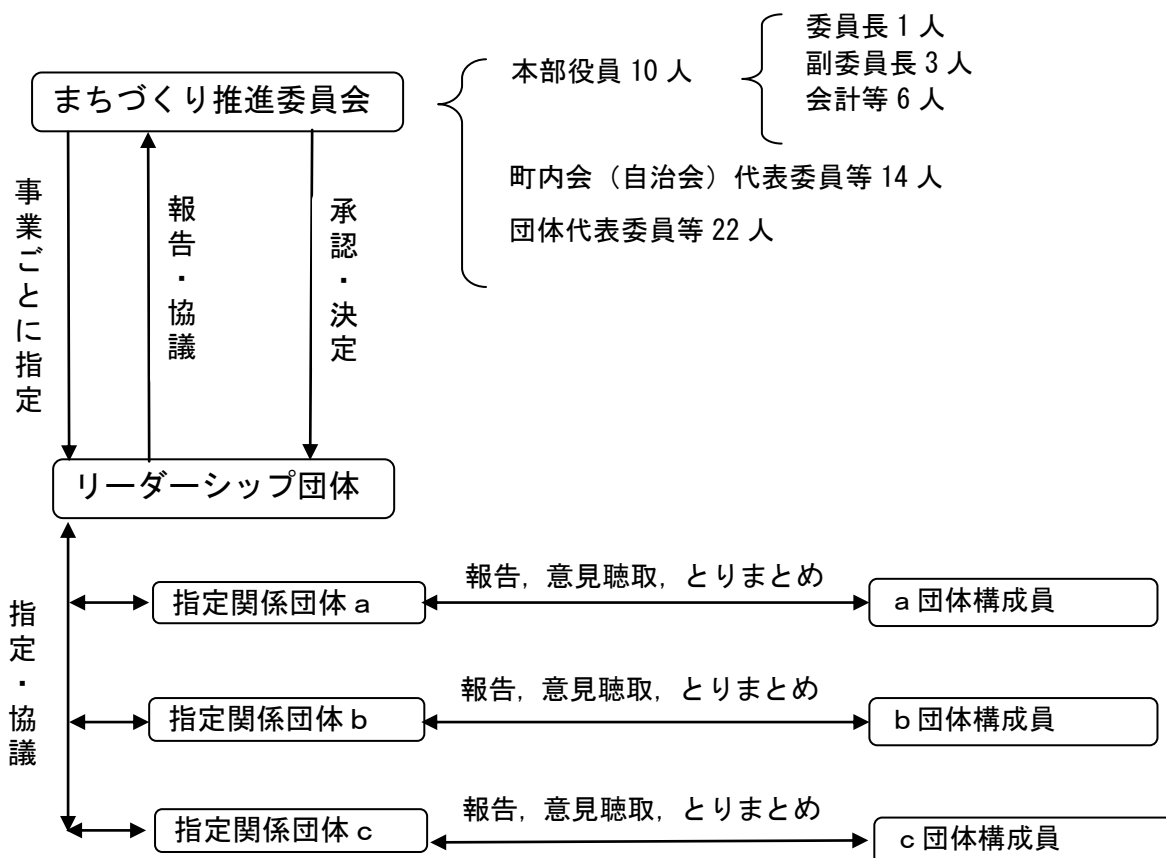 委員長１人
副委員長３人
会計等６人
本部役員 10 人
まちづくり推進委員会
町内会（自治会）代表委員等 14 人
団体代表委員等 22 人
事業ごとに指定
報告・協議
承認・決定
リーダーシップ団体
指定・協議
報告，意見聴取，とりまとめ
指定関係団体ａ
ａ団体構成員
報告，意見聴取，とりまとめ
指定関係団体ｂ
ｂ団体構成員
報告，意見聴取，とりまとめ
指定関係団体ｃ
ｃ団体構成員